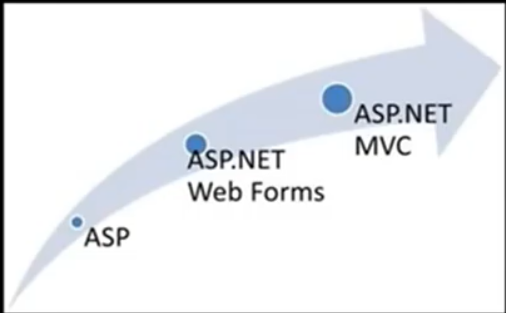 ASP.NET
MVC
ASP.NET
Web Forms
ASP